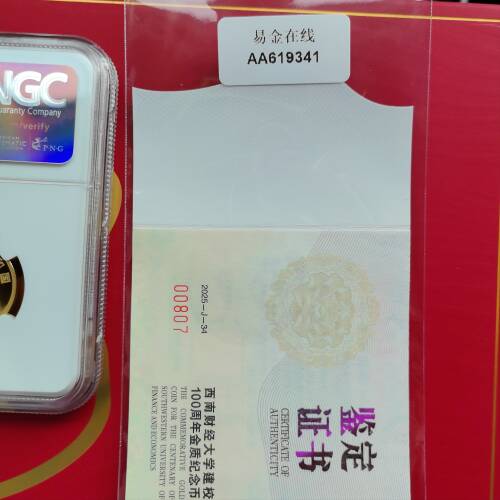 易金在线
AA619341
NGC
uaranty Company
verify
P·N·G
2025-J-34
00807
西南财经大学建校
100周年金质纪念币
THE COMMEMORATIVE GOLD
COIN FOR THE CENTENARY OF
SOUTHWESTERN UNIVERSITY OF
FINANCE AND ECONOMICS
鉴定
证书
CERTIFICATE OF
AUTHENTICITY